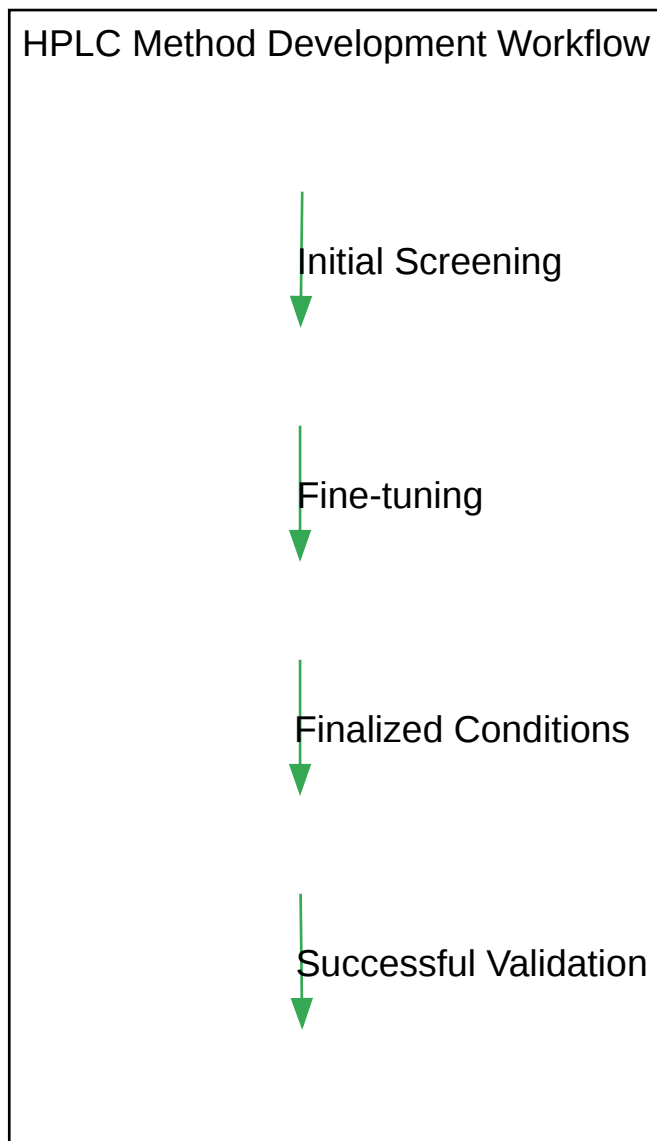 HPLC Method Development Workflow
Initial Screening
Fine-tuning
Finalized Conditions
Successful Validation